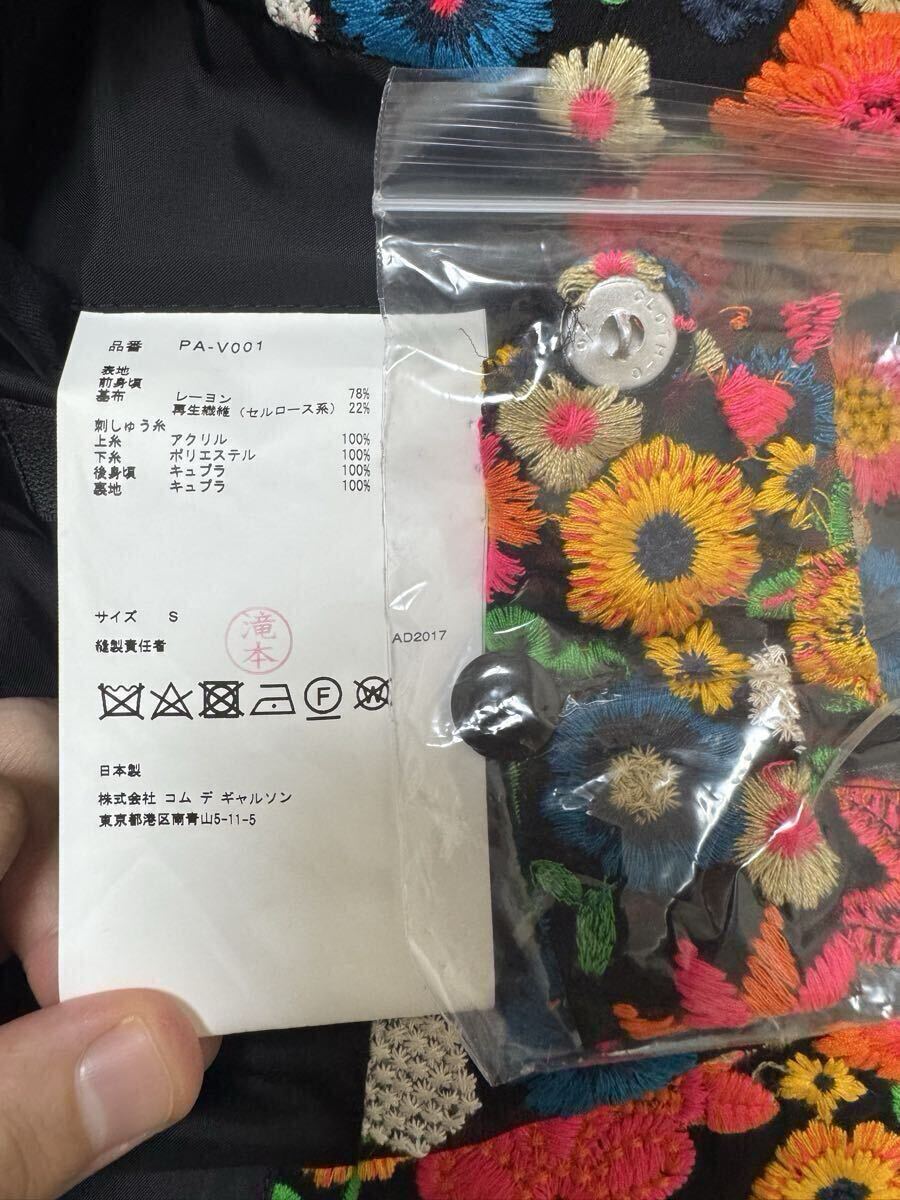 品番 PA-V001
表地
前身頃
基布 レーヨン 78%
再生繊維（セルロース系） 22%
刺しゅう糸
上糸 アクリル 100%
下糸 ポリエステル 100%
後身頃 キュプラ 100%
裏地 キュプラ 100%
サイズ S
縫製責任者
滝本
AD2017
F
W
日本製
株式会社 コム デ ギャルソン
東京都港区南青山5-11-5